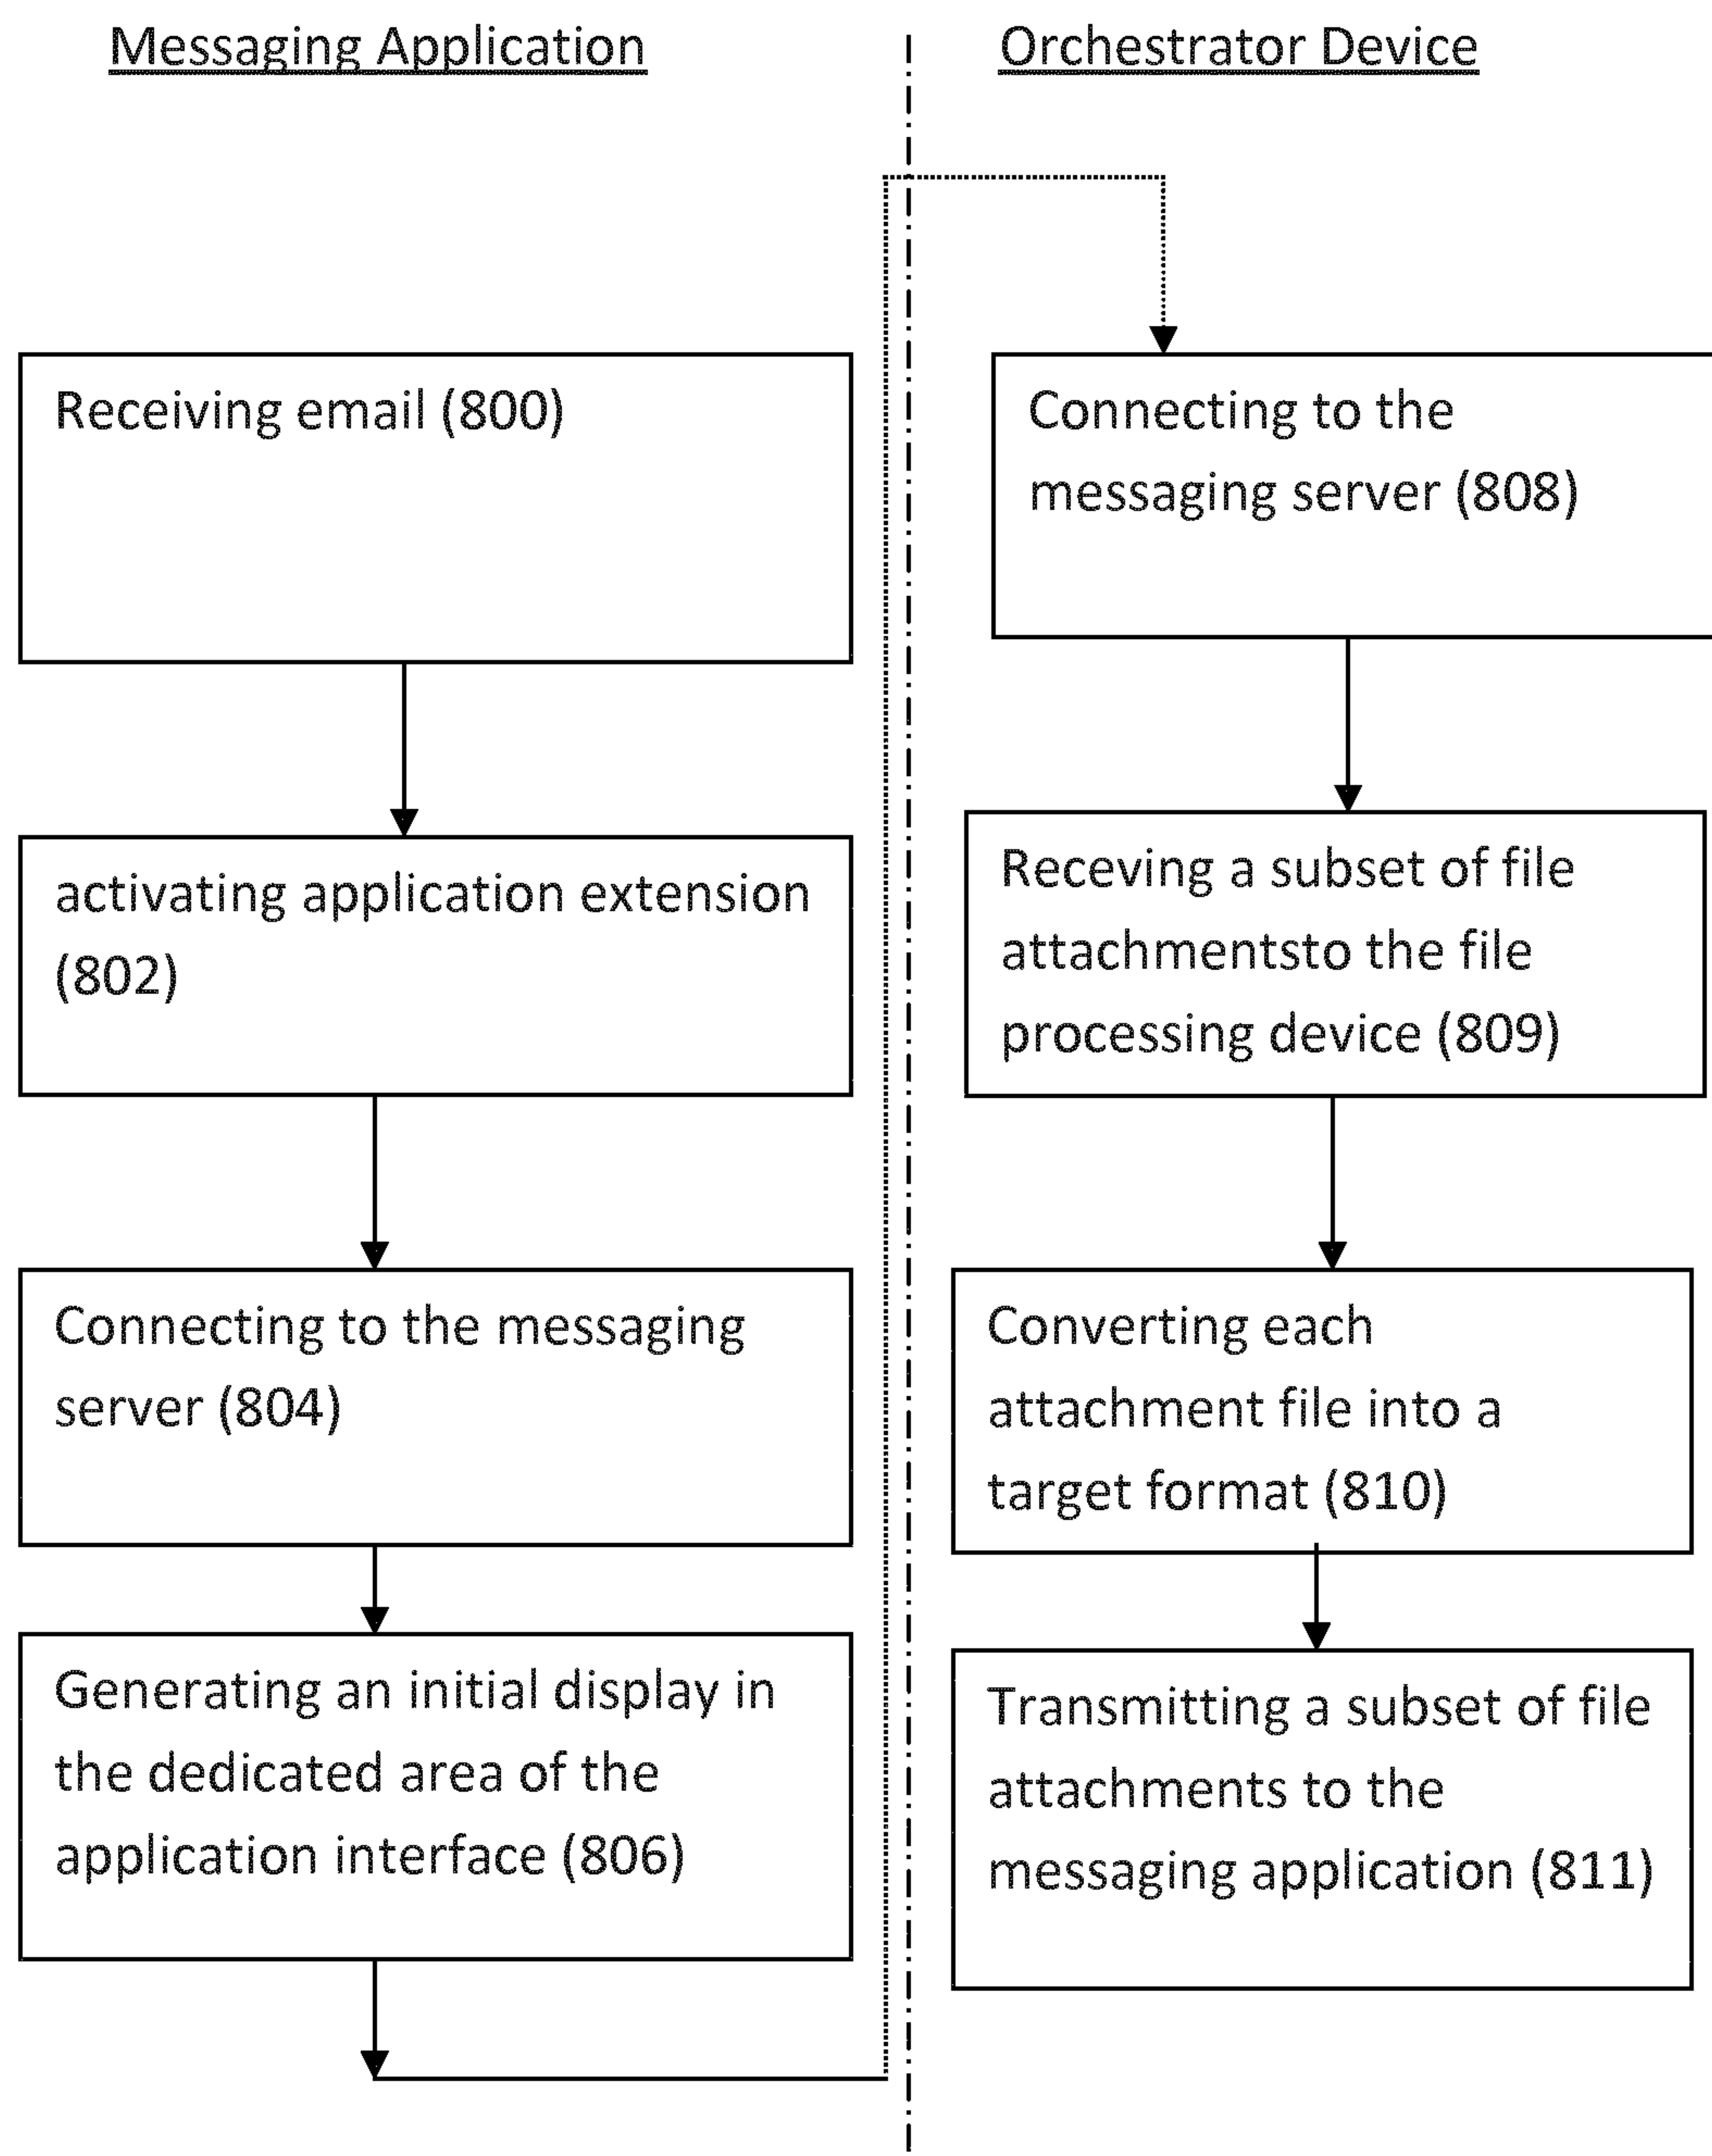 Messaging Application
Receiving email (800)
activating application extension
(802)
Connecting to the messaging
server (804)
Generating an initial display in
the dedicated area of the
application interface (806)
Orchestrator Device
Connecting to the
messaging server (808)
Receving a subset of file
attachmentsto the file
processing device (809)
Converting each
attachment file into a
target format (810)
Transmitting a subset of file
attachments to the
messaging application (811)